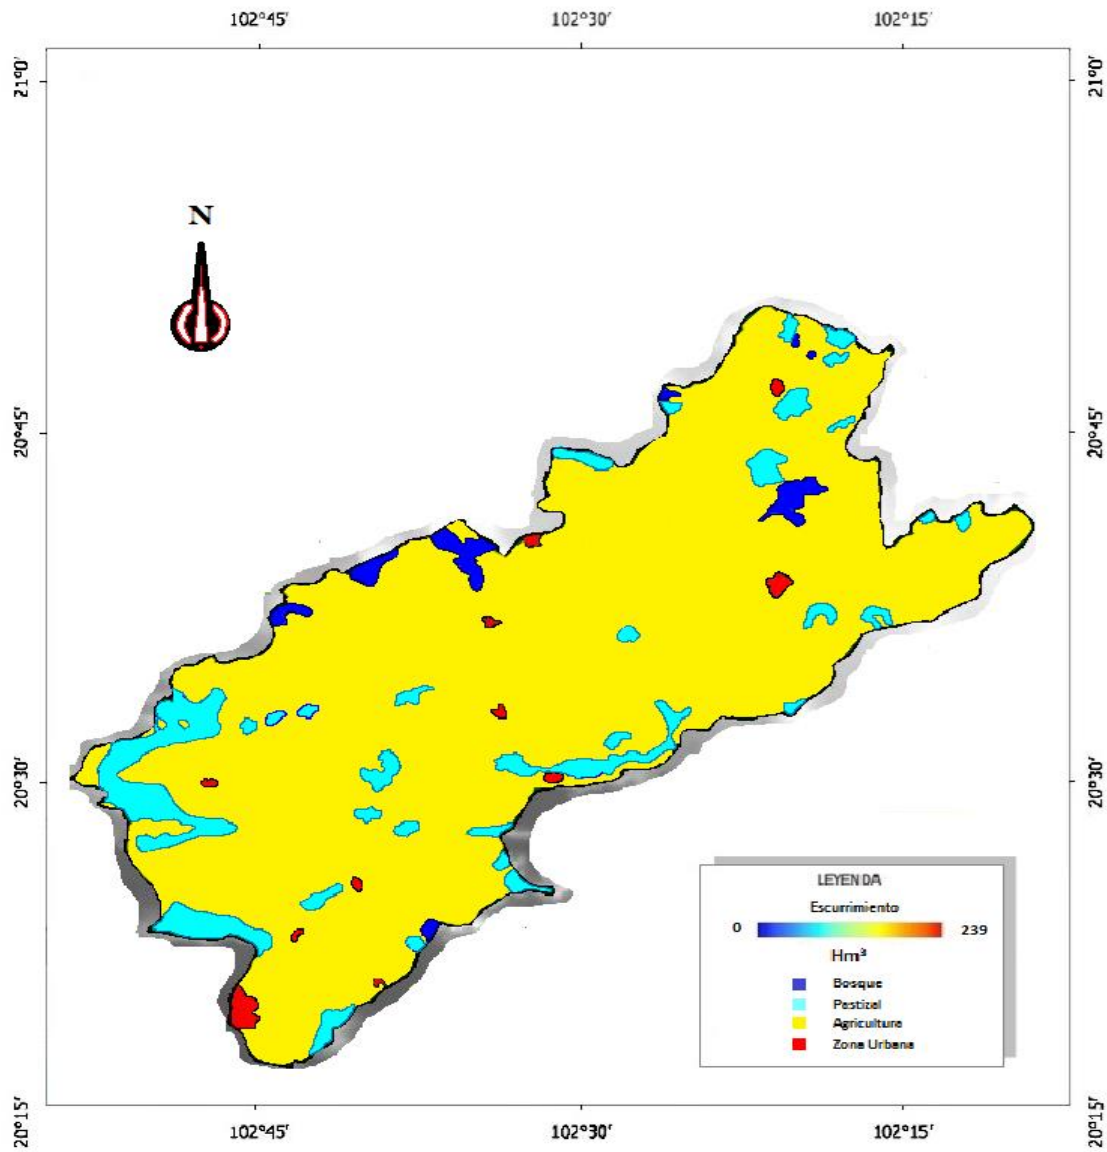 102°45′ 102°30′ 102°15′
21°0′ 21°0′
N
20°45′ 20°45′
20°30′ 20°30′
LEYENDA
Escurrimiento
0 239
Hm³
Bosque
Pastizal
Agricultura
Zona Urbana
20°15′ 20°15′
102°45′ 102°30′ 102°15′